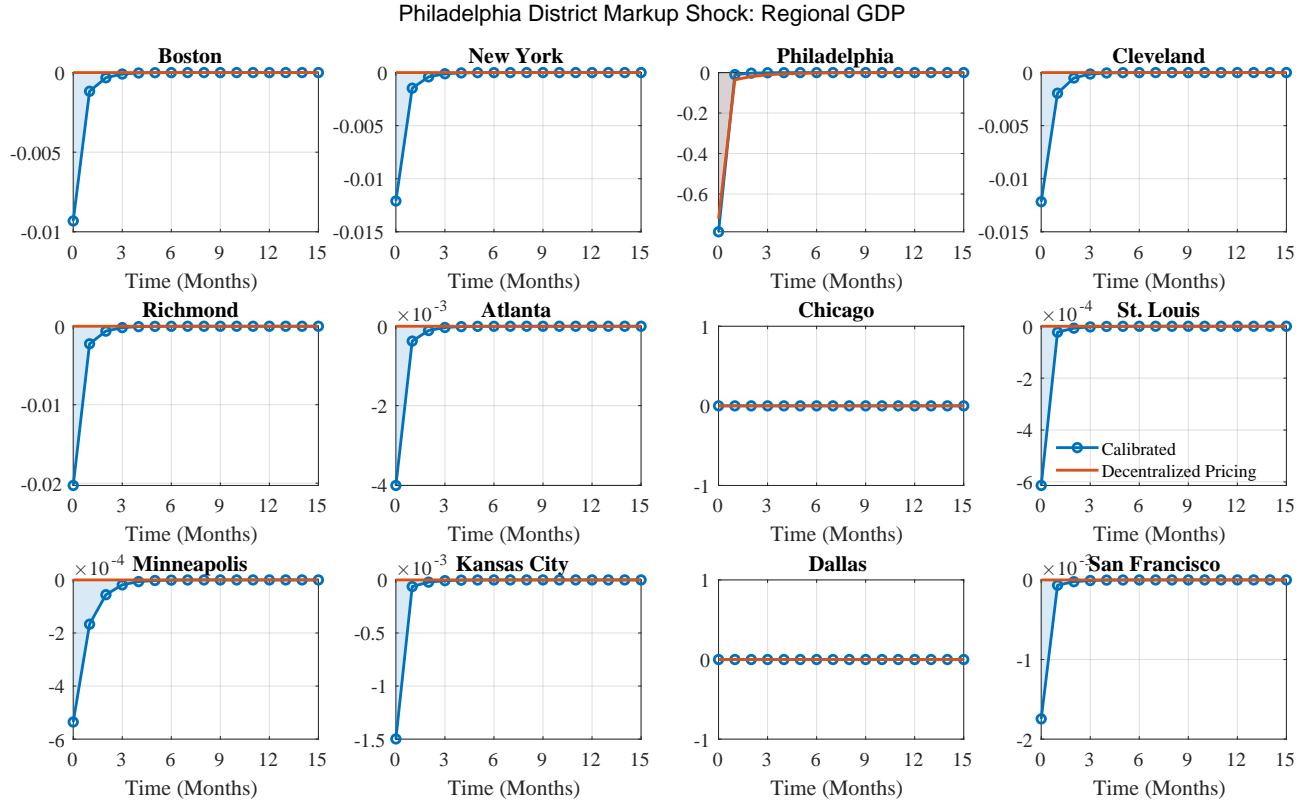 Philadelphia District Markup Shock: Regional GDP
Boston
0
-0.005
-0.01
0 3 6 9 12 15
Time (Months)
New York
0
-0.005
-0.01
-0.015
0 3 6 9 12 15
Time (Months)
Philadelphia
0
-0.2
-0.4
-0.6
0 3 6 9 12 15
Time (Months)
Cleveland
0
-0.005
-0.01
-0.015
0 3 6 9 12 15
Time (Months)
Richmond
0
-0.01
-0.02
0 3 6 9 12 15
Time (Months)
×10⁻³
Atlanta
0
-2
-4
0 3 6 9 12 15
Time (Months)
Chicago
1
0
-1
0 3 6 9 12 15
Time (Months)
×10⁻⁴
St. Louis
0
-2
-4
-6
Calibrated
Decentralized Pricing
0 3 6 9 12 15
Time (Months)
×10⁻⁴
Minneapolis
0
-2
-4
-6
0 3 6 9 12 15
Time (Months)
×10⁻³
Kansas City
0
-0.5
-1
-1.5
0 3 6 9 12 15
Time (Months)
Dallas
1
0
-1
0 3 6 9 12 15
Time (Months)
×10⁻³
San Francisco
0
-1
-2
0 3 6 9 12 15
Time (Months)